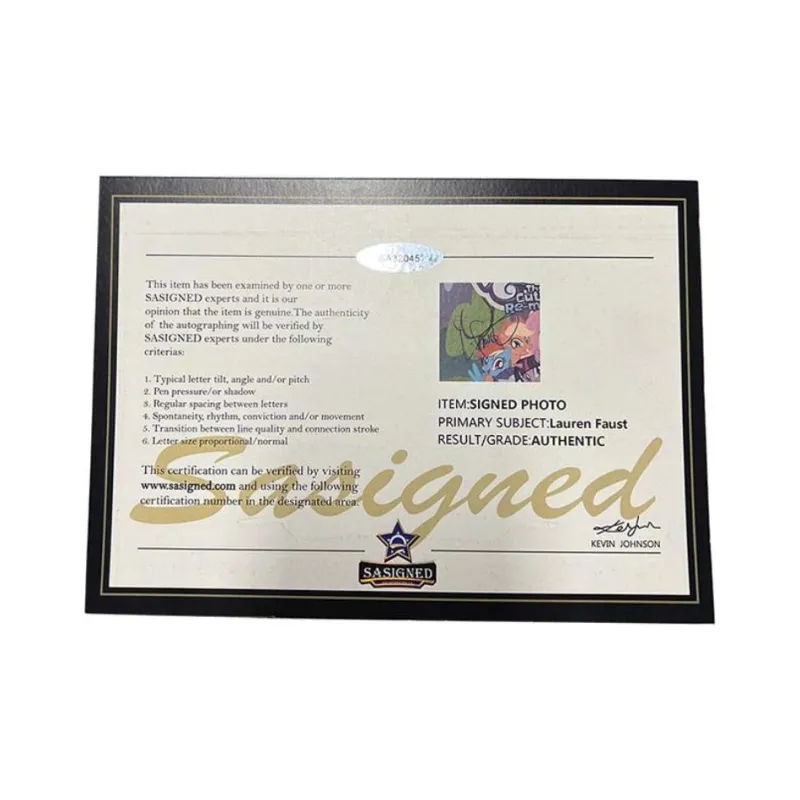 This item has been examined by one or more
SASIGNED experts and it is our
opinion that the item is genuine.The authenticity
of the autographing will be verified by
SASIGNED experts under the following
criterias:
1. Typical letter tilt, angle and/or pitch
2. Pen pressure/or shadow
3. Regular spacing between letters
4. Spontaneity, rhythm, conviction and/or movement
5. Transition between line quality and connection stroke
6. Letter size proportional/normal
This certification can be verified by visiting
www.sasigned.com and using the following
certification number in the designated area.
The
Cut
Re-m
ITEM:SIGNED PHOTO
PRIMARY SUBJECT:Lauren Faust
RESULT/GRADE:AUTHENTIC
Sasigned
KEVIN JOHNSON
SASIGNED